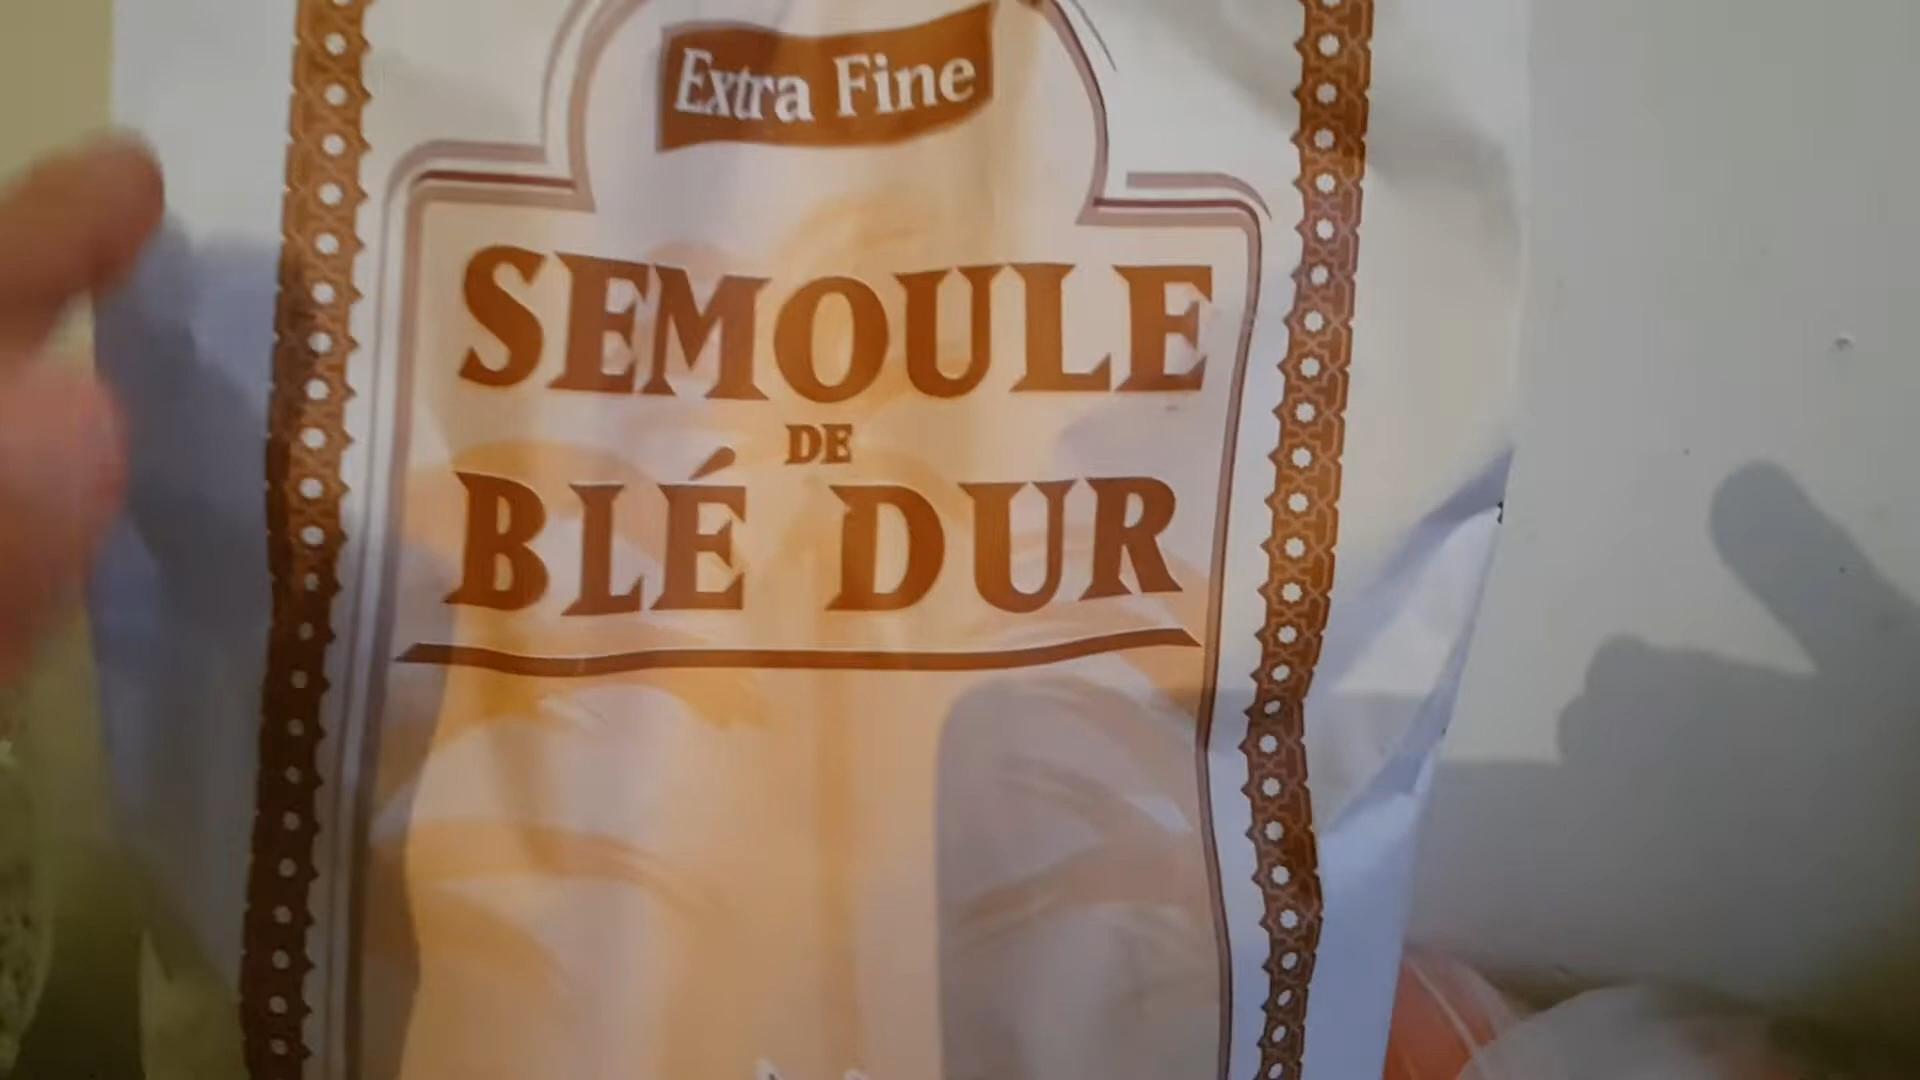 Extra Fine
SEMOULE
DE
BLÉ DUR